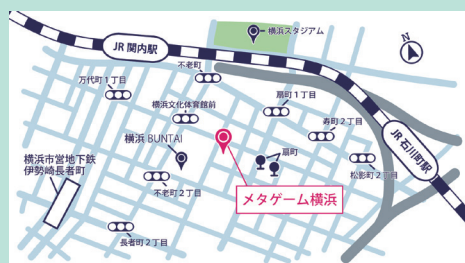 JR 関内駅
横浜スタジアム
N
不老町
万代町1丁目
扇町1丁目
横浜文化体育館前
寿町2丁目
JR 石川町駅
横浜 BUNTAI
扇町
横浜市営地下鉄
伊勢崎長者町
松影町2丁目
不老町2丁目
メタゲーム横浜
長者町2丁目